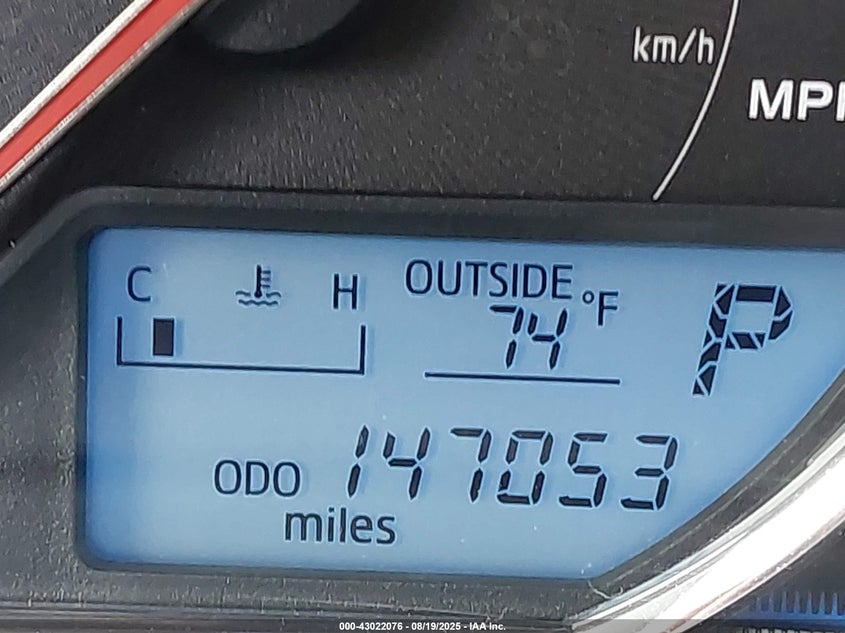 km/h
MPH
C H OUTSIDE °F
74
P
ODO 147053
miles
000-43022076 - 08/19/2025 - IAA Inc.